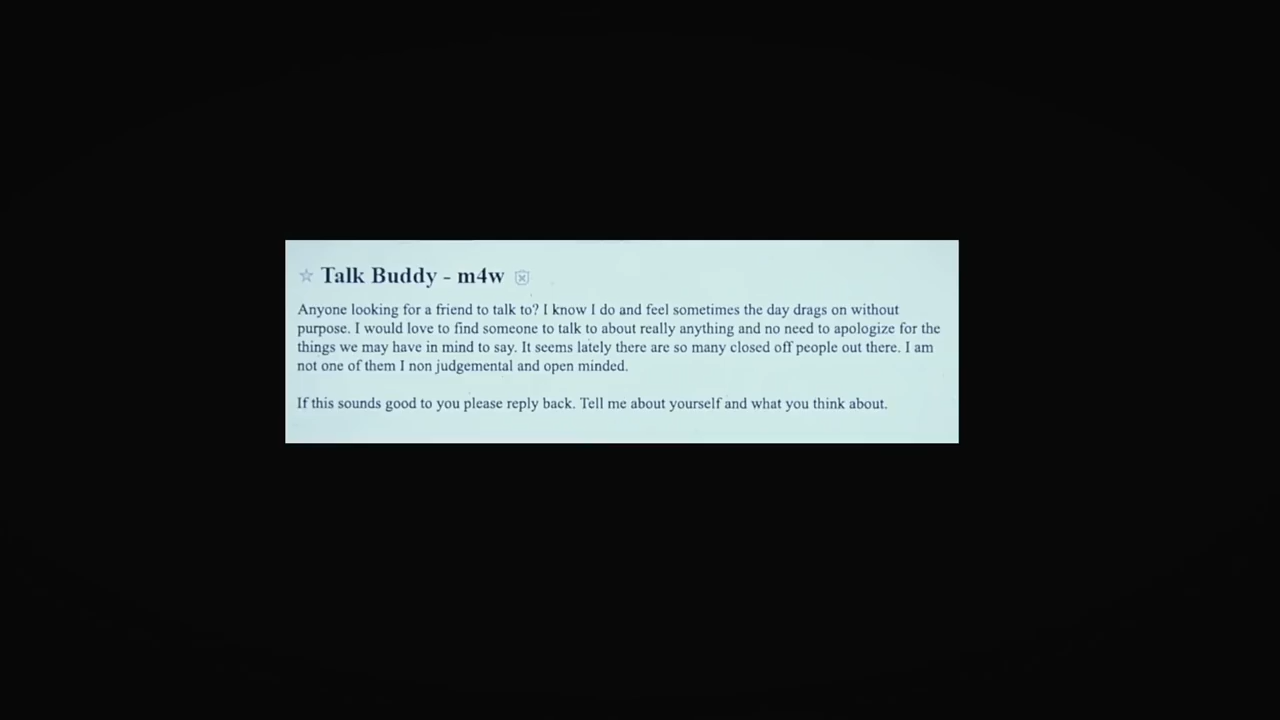 ☆ Talk Buddy - m4w
Anyone looking for a friend to talk to? I know I do and feel sometimes the day drags on without
purpose. I would love to find someone to talk to about really anything and no need to apologize for the
things we may have in mind to say. It seems lately there are so many closed off people out there. I am
not one of them I non judgemental and open minded.
If this sounds good to you please reply back. Tell me about yourself and what you think about.